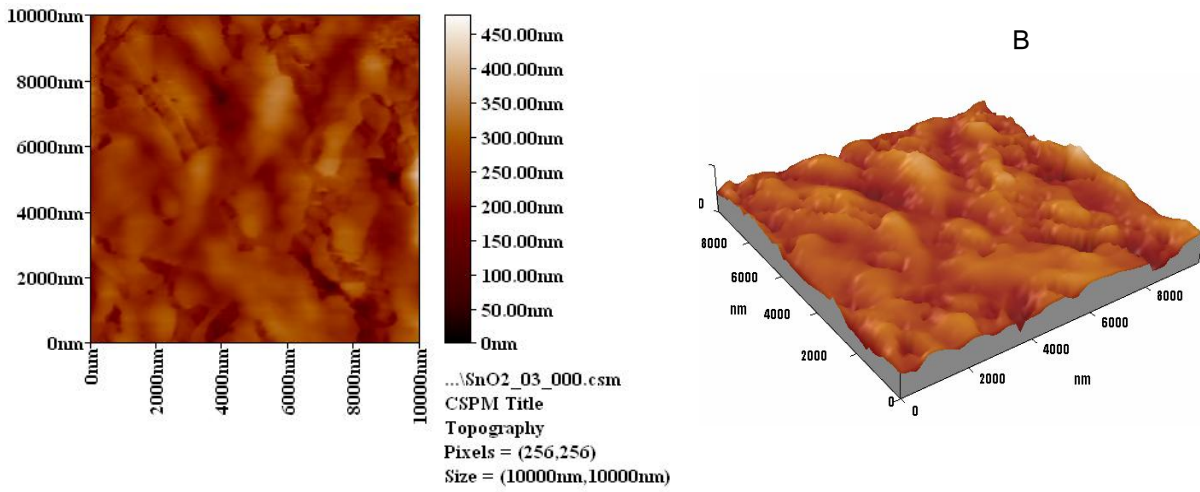 10000nm
8000nm
6000nm
4000nm
2000nm
0nm
0nm
2000nm
4000nm
6000nm
8000nm
10000nm
450.00nm
400.00nm
350.00nm
300.00nm
250.00nm
200.00nm
150.00nm
100.00nm
50.00nm
0nm
...\SnO2_03_000.csm
CSPM Title
Topography
Pixels = (256,256)
Size = (10000nm,10000nm)
B
0
8000
6000
nm
4000
2000
0
0
2000
4000
nm
6000
8000